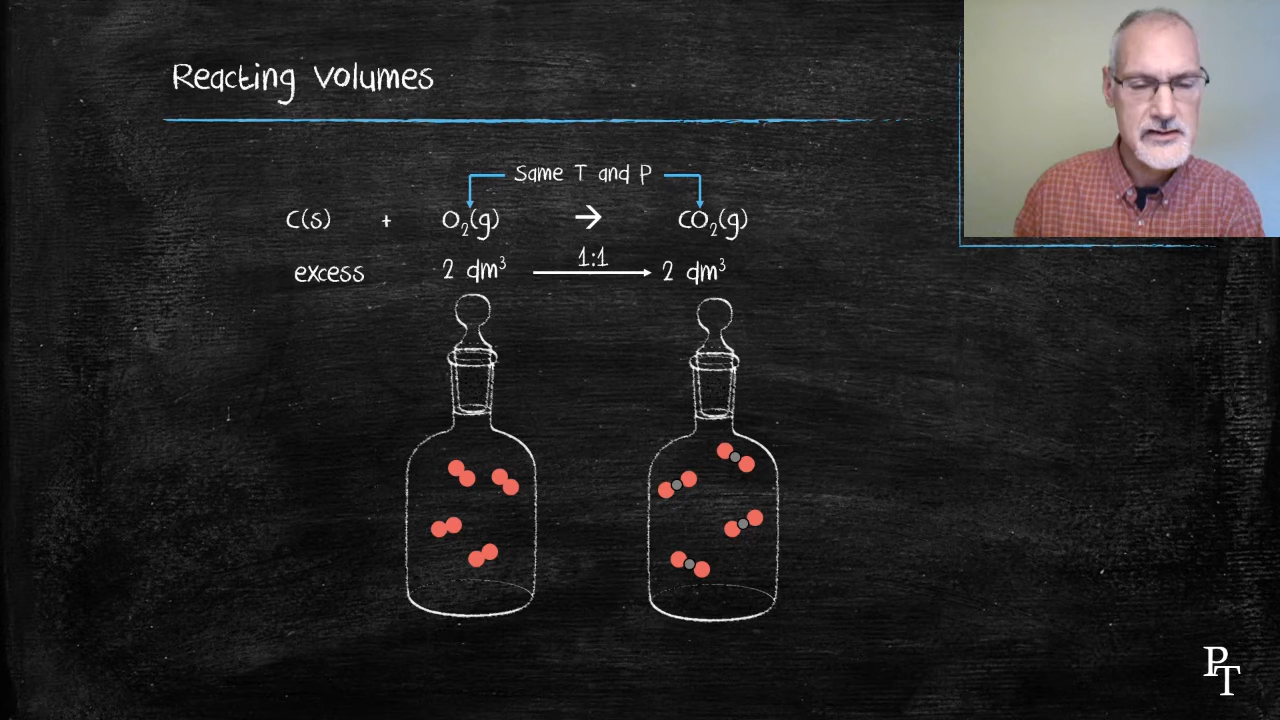 Reacting Volumes
Same T and P
C(s) + O₂(g) → CO₂(g)
1:1
excess 2 dm³ 2 dm³
PT